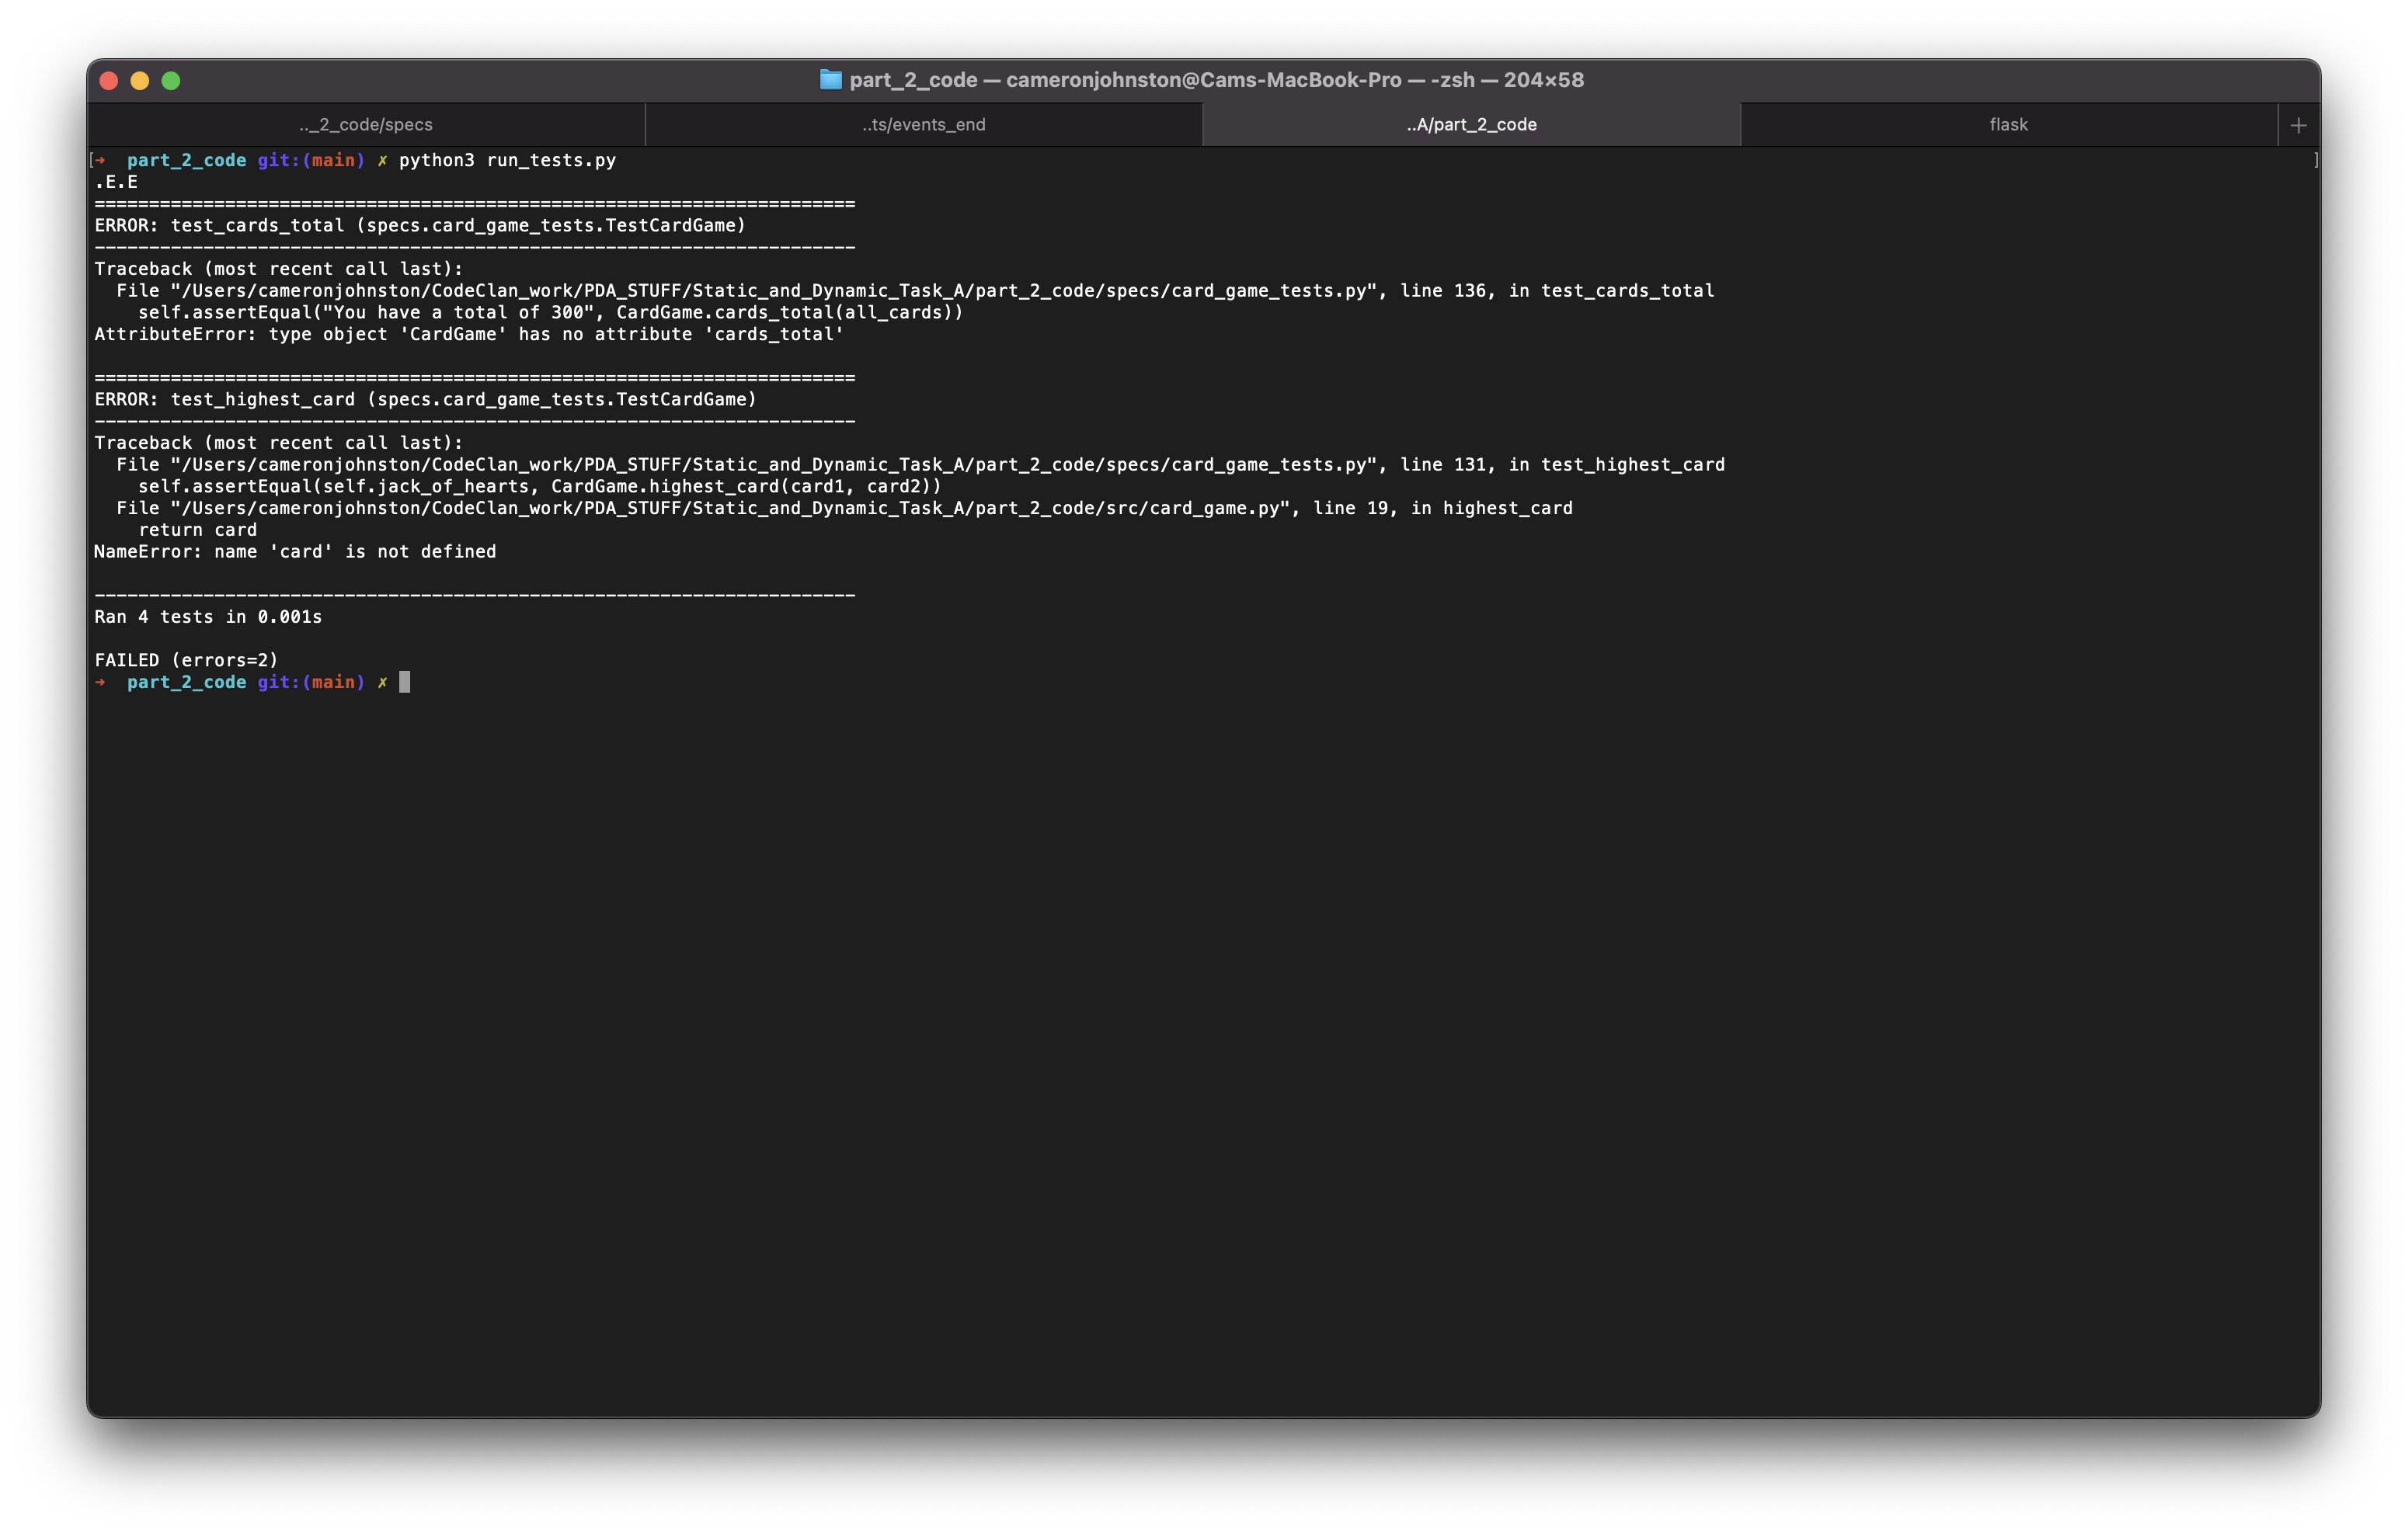 part_2_code — cameronjohnston@Cams-MacBook-Pro — -zsh — 204×58
.._2_code/specs ..ts/events_end ..A/part_2_code flask +
[➜  part_2_code git:(main) ✗ python3 run_tests.py ]
.E.E
======================================================================
ERROR: test_cards_total (specs.card_game_tests.TestCardGame)
----------------------------------------------------------------------
Traceback (most recent call last):
  File "/Users/cameronjohnston/CodeClan_work/PDA_STUFF/Static_and_Dynamic_Task_A/part_2_code/specs/card_game_tests.py", line 136, in test_cards_total
    self.assertEqual("You have a total of 300", CardGame.cards_total(all_cards))
AttributeError: type object 'CardGame' has no attribute 'cards_total'
======================================================================
ERROR: test_highest_card (specs.card_game_tests.TestCardGame)
----------------------------------------------------------------------
Traceback (most recent call last):
  File "/Users/cameronjohnston/CodeClan_work/PDA_STUFF/Static_and_Dynamic_Task_A/part_2_code/specs/card_game_tests.py", line 131, in test_highest_card
    self.assertEqual(self.jack_of_hearts, CardGame.highest_card(card1, card2))
  File "/Users/cameronjohnston/CodeClan_work/PDA_STUFF/Static_and_Dynamic_Task_A/part_2_code/src/card_game.py", line 19, in highest_card
    return card
NameError: name 'card' is not defined
----------------------------------------------------------------------
Ran 4 tests in 0.001s
FAILED (errors=2)
➜  part_2_code git:(main) ✗